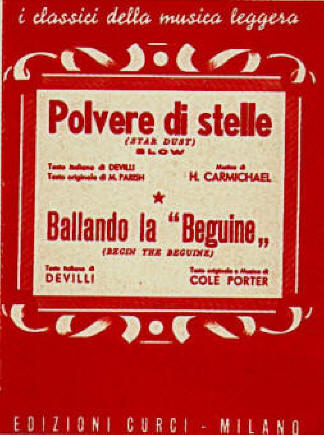 i classici della musica leggera
Polvere di stelle
(STAR DUST)
SLOW
Testo italiano di DEVILLI
Testo originale di M. PARISH
Musica di
H. CARMICHAEL
Ballando la "Beguine„
(BEGIN THE BEGUINE)
Testo italiano di
DEVILLI
Testo originale e Musica di
COLE PORTER
EDIZIONI CURCI - MILANO